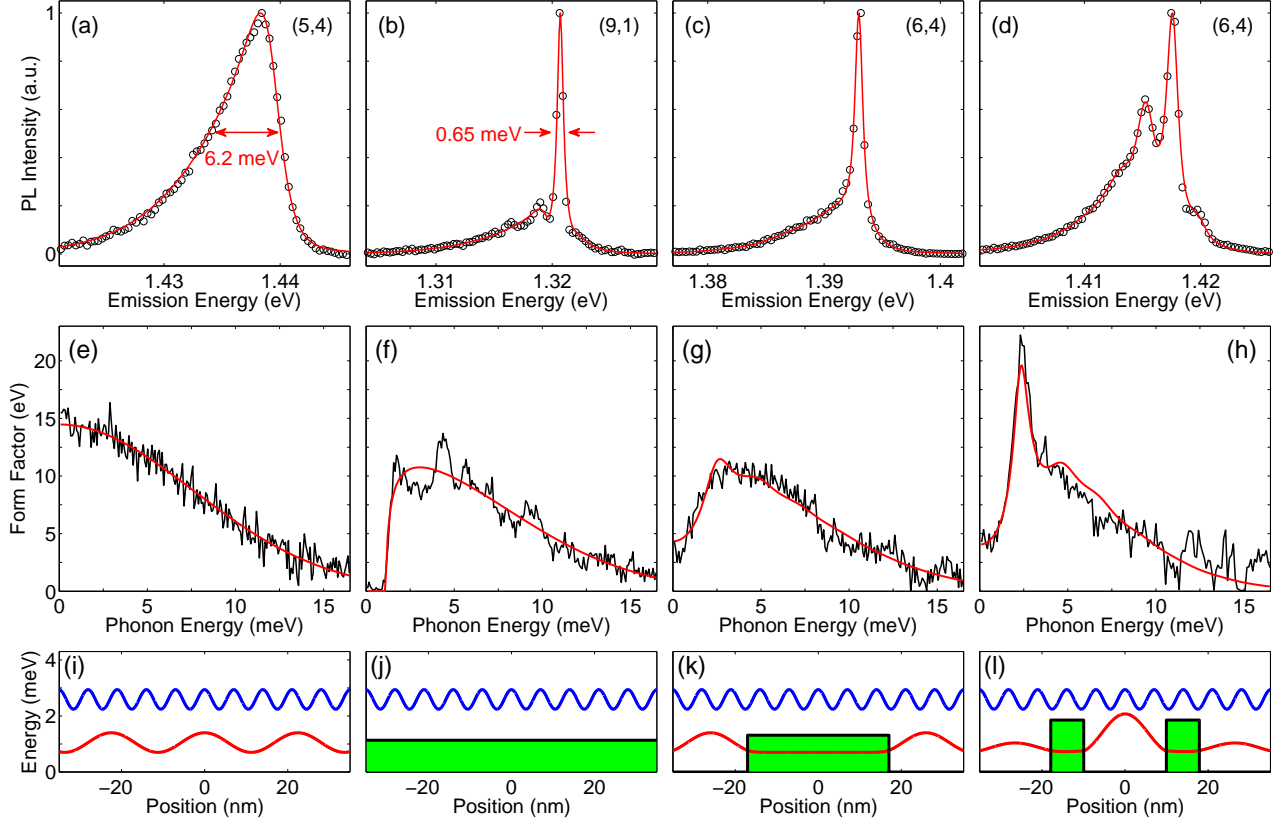 (a) (5,4)
(b) (9,1)
(c) (6,4)
(d) (6,4)
PL Intensity (a.u.)
1
0
6.2 meV
0.65 meV
1.43 1.44
1.31 1.32
1.38 1.39 1.4
1.41 1.42
Emission Energy (eV)
Emission Energy (eV)
Emission Energy (eV)
Emission Energy (eV)
(e)
(f)
(g)
(h)
Form Factor (eV)
20
15
10
5
0
0 5 10 15
0 5 10 15
0 5 10 15
0 5 10 15
Phonon Energy (meV)
Phonon Energy (meV)
Phonon Energy (meV)
Phonon Energy (meV)
(i)
(j)
(k)
(l)
Energy (meV)
4
2
0
−20 0 20
−20 0 20
−20 0 20
−20 0 20
Position (nm)
Position (nm)
Position (nm)
Position (nm)